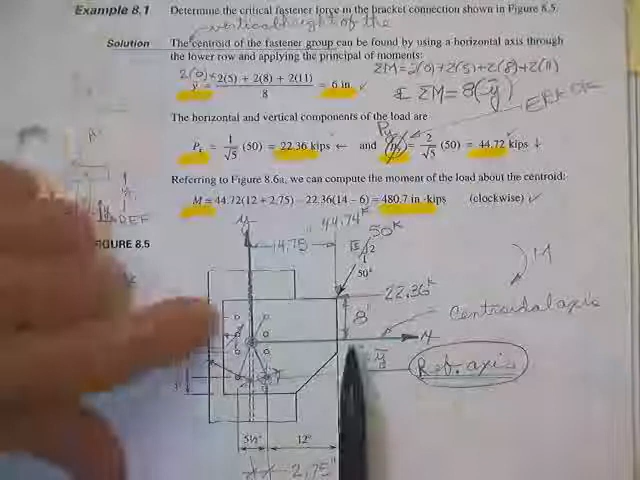 Example 8.1 Determine the critical fastener force in the bracket connection shown in Figure 8.5.
vertical height of the
Solution The centroid of the fastener group can be found by using a horizontal axis through
the lower row and applying the principal of moments:
ΣM = 2(0) + 2(5) + 2(8) + 2(11)
2(0) + 2(5) + 2(8) + 2(11)
y = / 8 = 6 in.
ΣM = 8(y)
ERROR
The horizontal and vertical components of the load are
Py
Px = 1/√5 (50) = 22.36 kips ← and = 2/√5 (50) = 44.72 kips ↓
Referring to Figure 8.6a, we can compute the moment of the load about the centroid:
M = 44.72(12 + 2.75) − 22.36(14 − 6) = 480.7 in.-kips (clockwise)
44.74K
FIGURE 8.5
y
14.75"
50K
√5 2
1
50k
M
22.36K
8"
Centroidal axis
x
y
Ref. axis
5½" 12"
2.75"